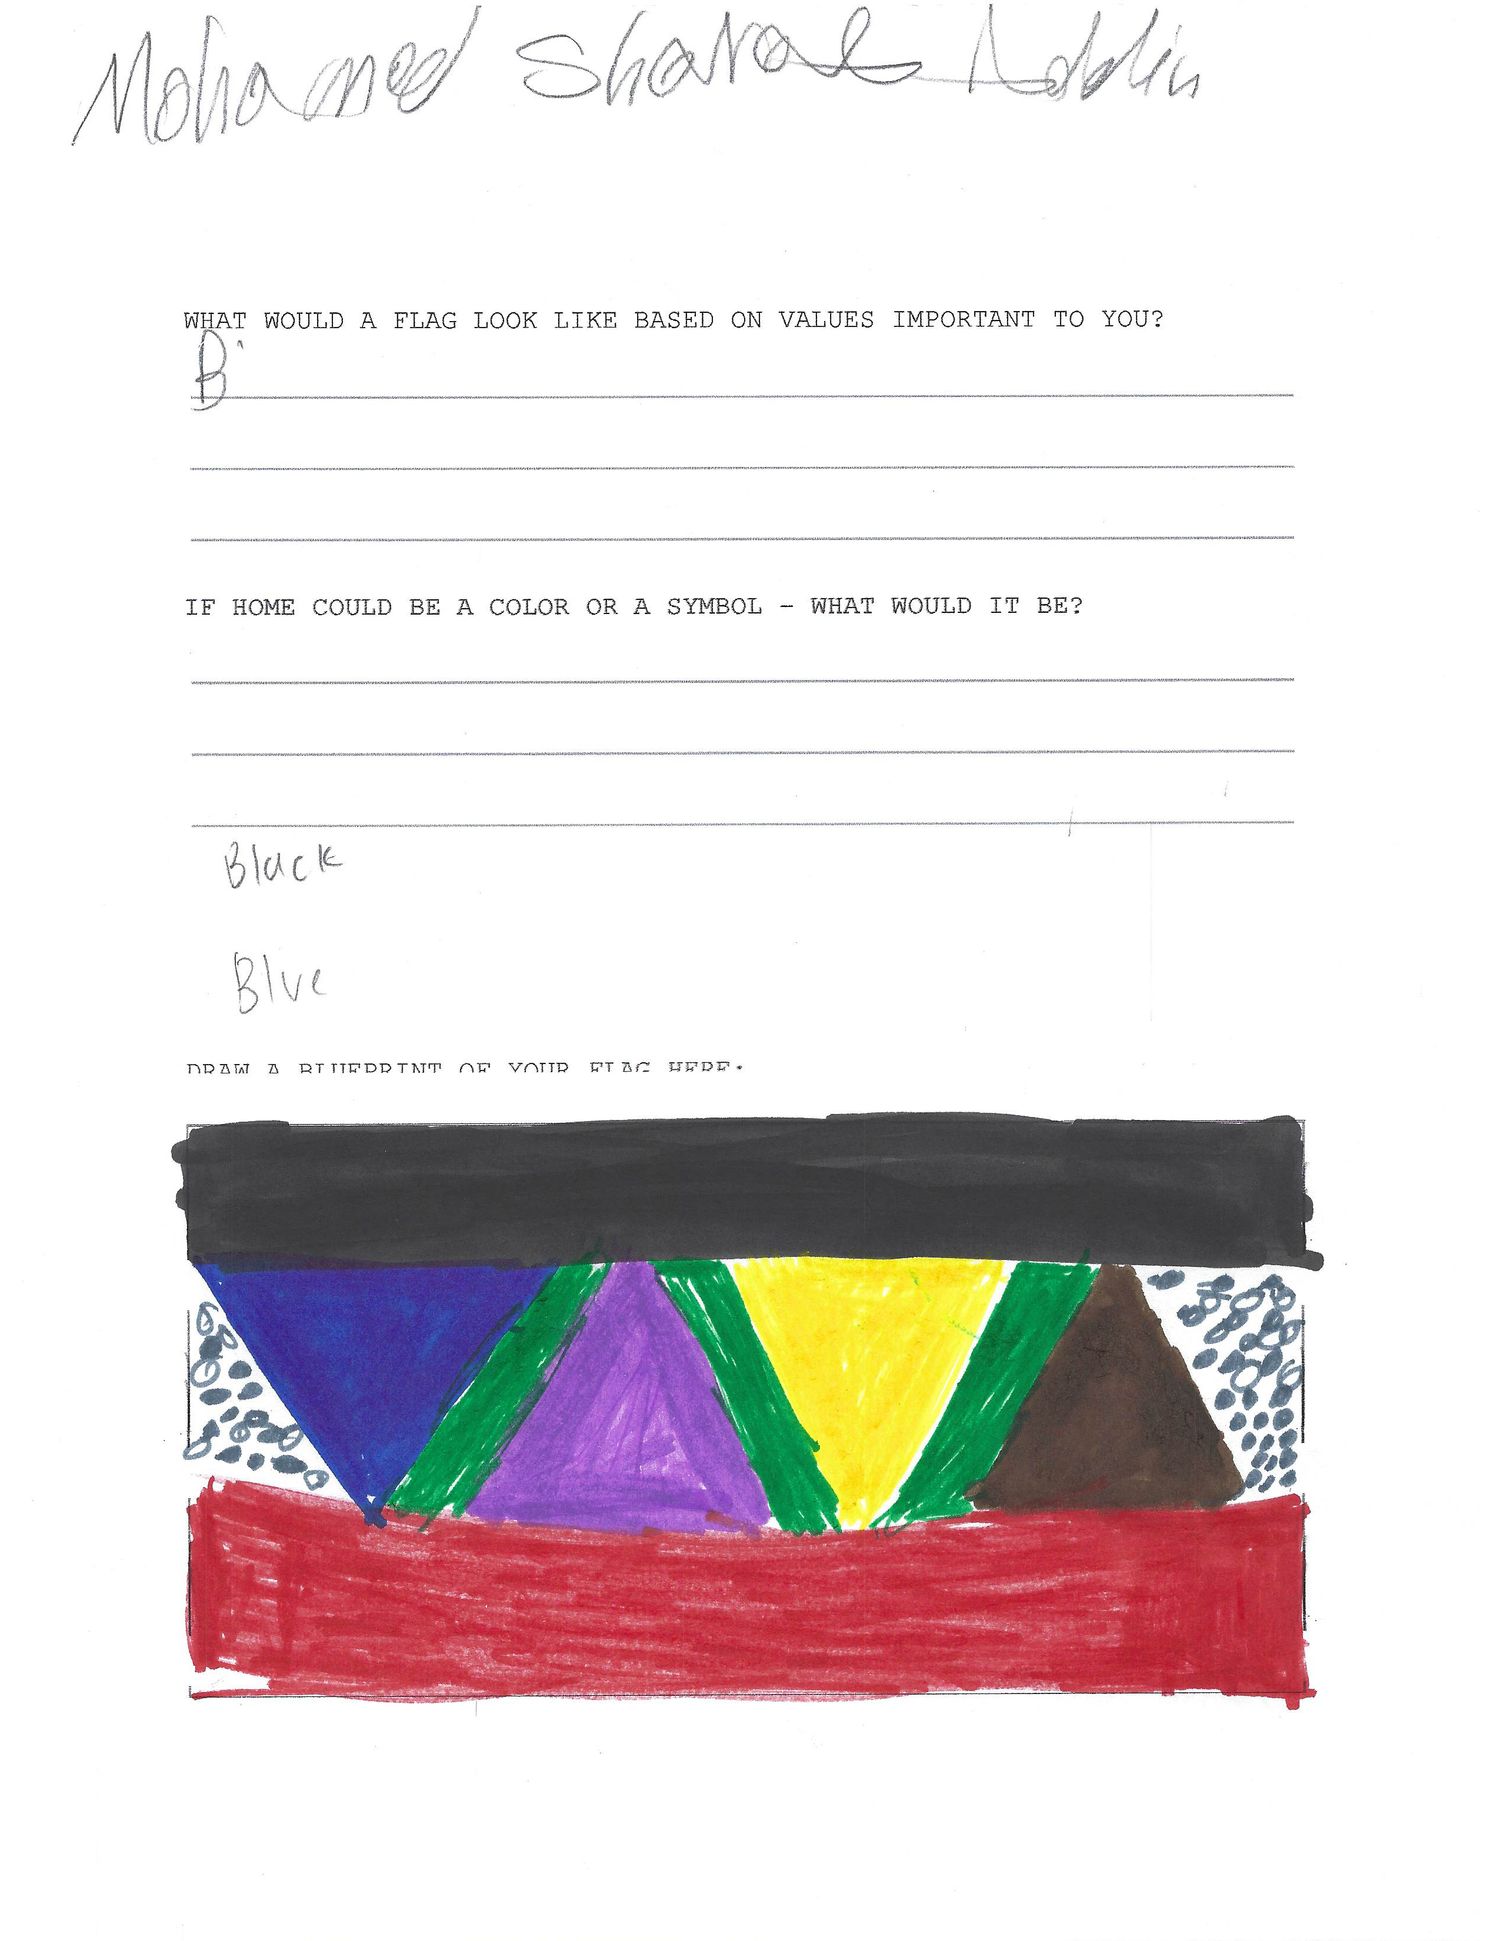 Mohamed Sharaf Addin
WHAT WOULD A FLAG LOOK LIKE BASED ON VALUES IMPORTANT TO YOU?
B
IF HOME COULD BE A COLOR OR A SYMBOL - WHAT WOULD IT BE?
Black
Blue
DRAW A BLUEPRINT OF YOUR FLAG HERE: